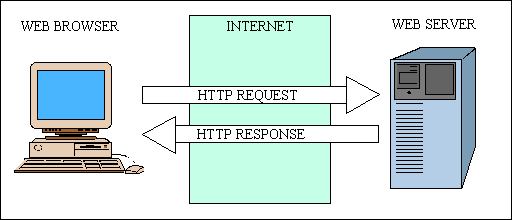 WEB BROWSER
INTERNET
WEB SERVER
HTTP REQUEST
HTTP RESPONSE